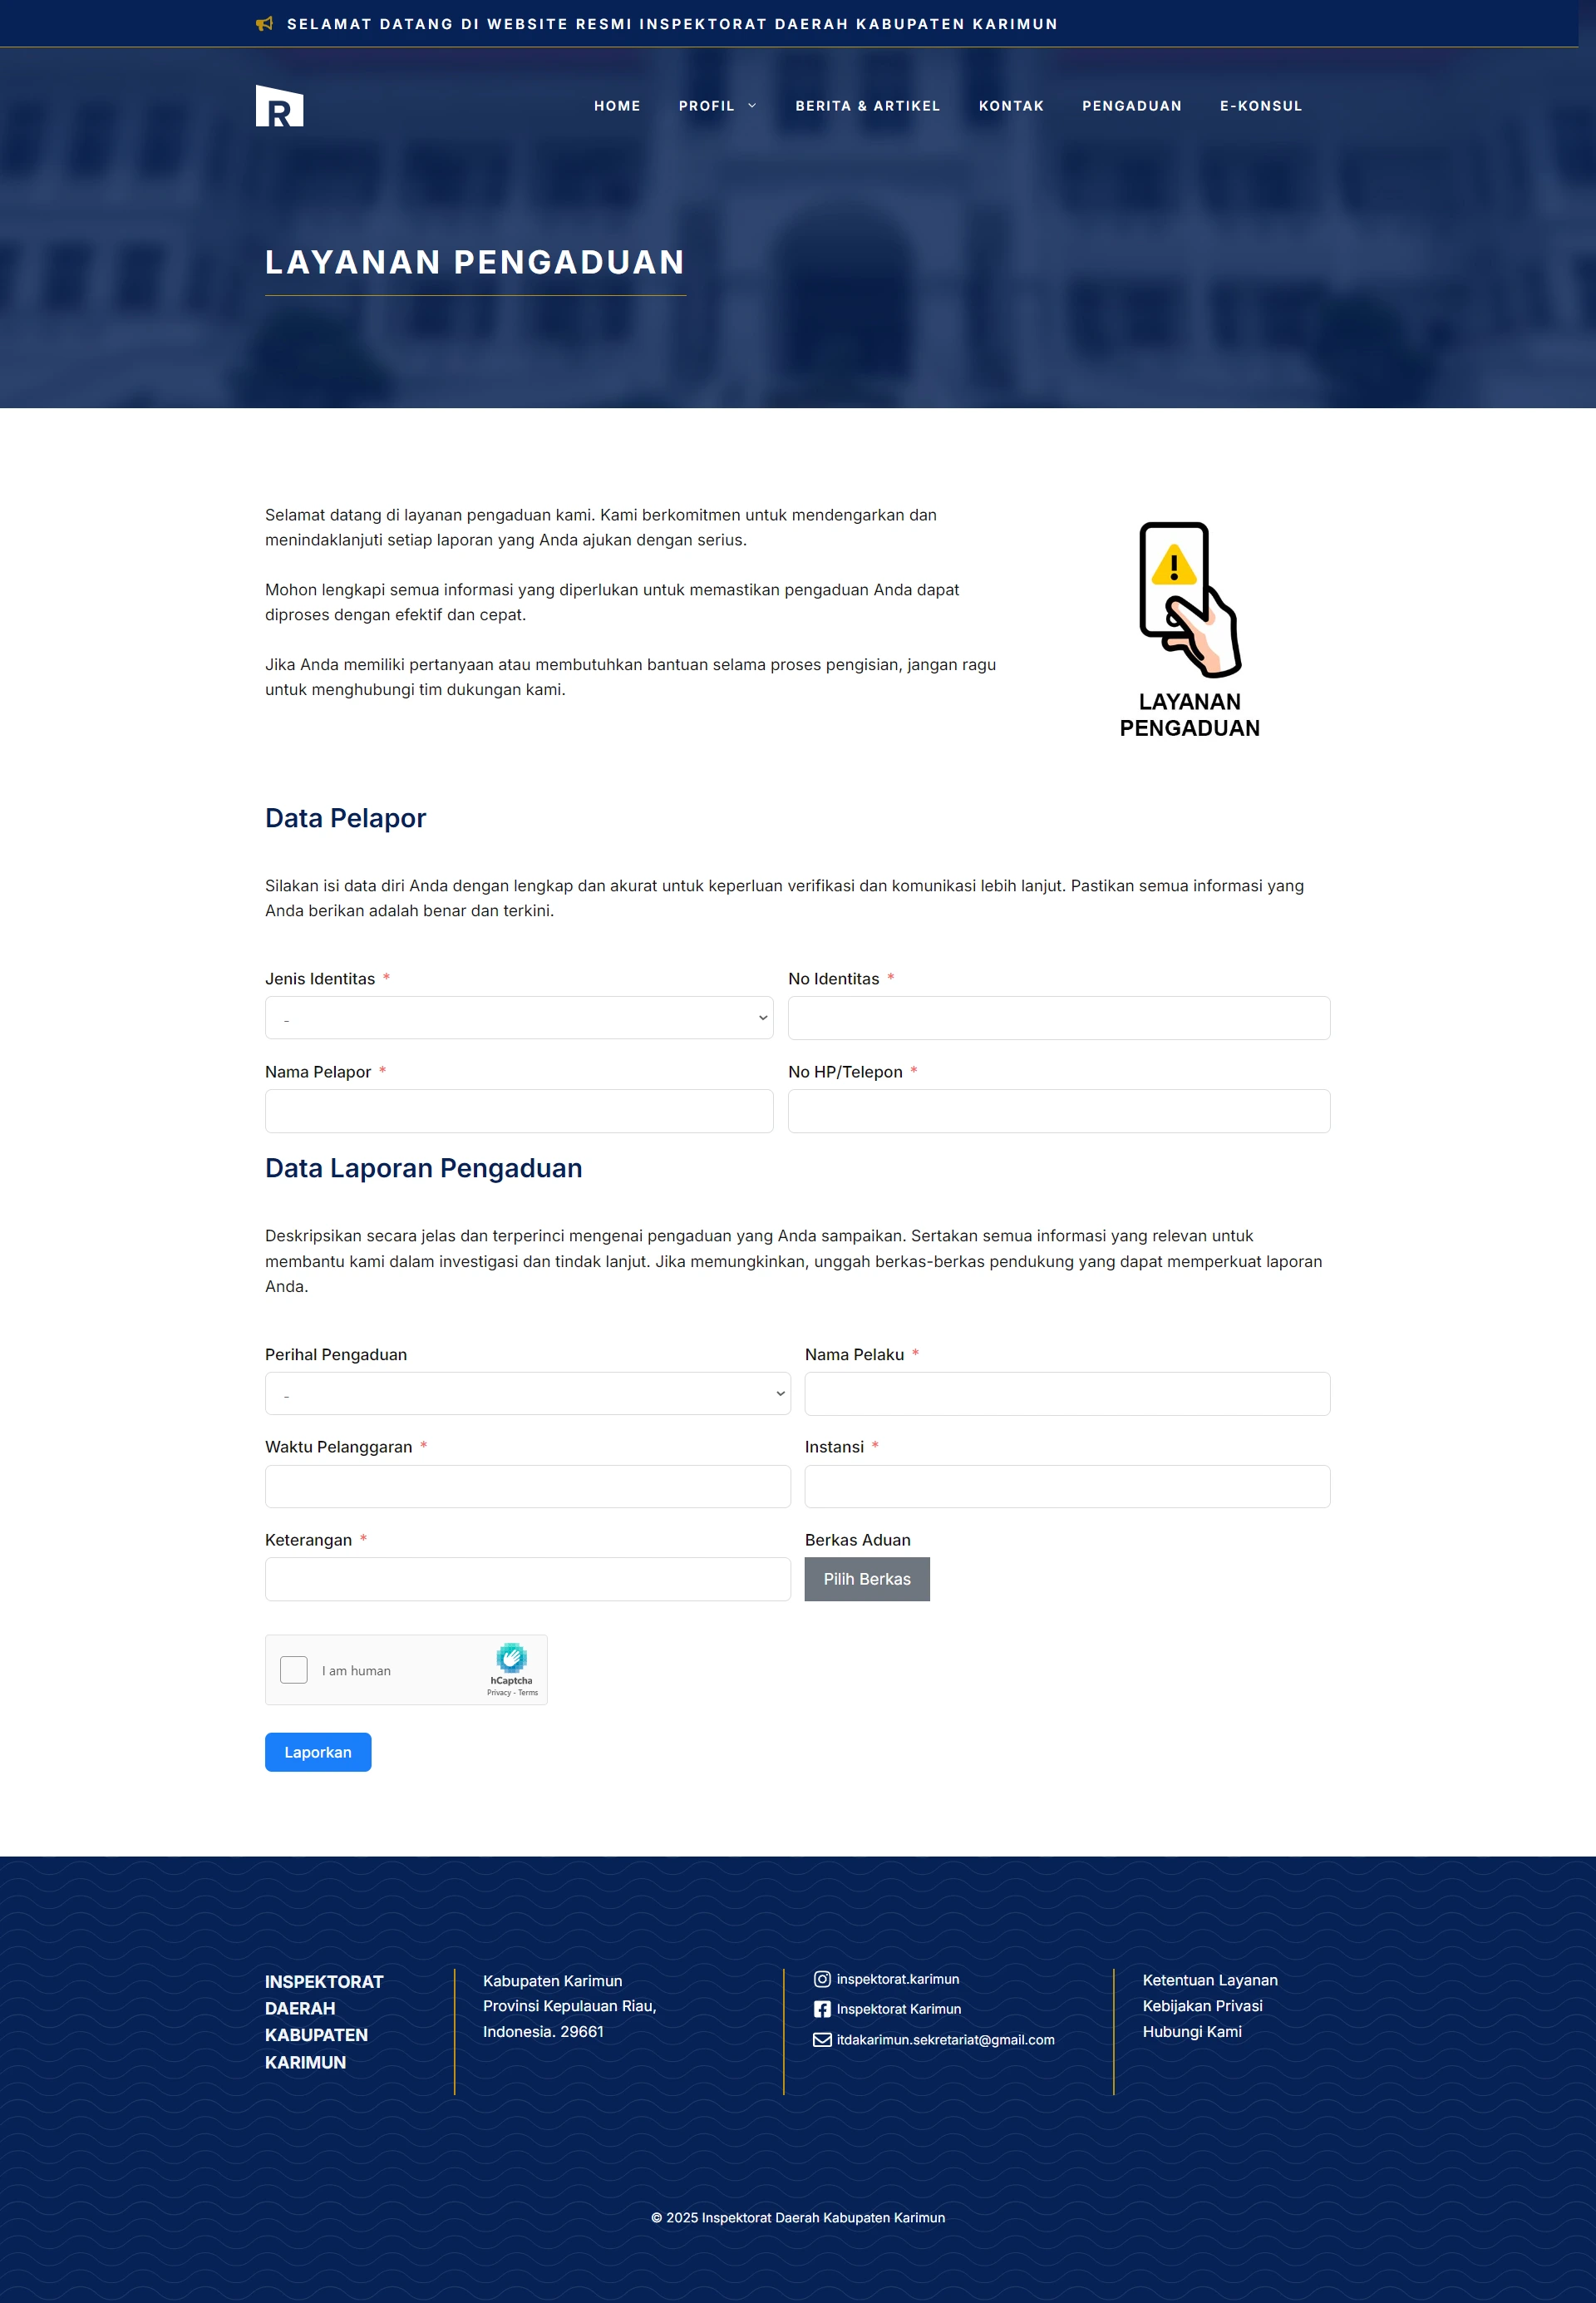 SELAMAT DATANG DI WEBSITE RESMI INSPEKTORAT DAERAH KABUPATEN KARIMUN
R
HOME PROFIL BERITA & ARTIKEL KONTAK PENGADUAN E-KONSUL
LAYANAN PENGADUAN
Selamat datang di layanan pengaduan kami. Kami berkomitmen untuk mendengarkan dan
menindaklanjuti setiap laporan yang Anda ajukan dengan serius.
Mohon lengkapi semua informasi yang diperlukan untuk memastikan pengaduan Anda dapat
diproses dengan efektif dan cepat.
Jika Anda memiliki pertanyaan atau membutuhkan bantuan selama proses pengisian, jangan ragu
untuk menghubungi tim dukungan kami.
LAYANAN
PENGADUAN
Data Pelapor
Silakan isi data diri Anda dengan lengkap dan akurat untuk keperluan verifikasi dan komunikasi lebih lanjut. Pastikan semua informasi yang
Anda berikan adalah benar dan terkini.
Jenis Identitas *
-
No Identitas *
Nama Pelapor *
No HP/Telepon *
Data Laporan Pengaduan
Deskripsikan secara jelas dan terperinci mengenai pengaduan yang Anda sampaikan. Sertakan semua informasi yang relevan untuk
membantu kami dalam investigasi dan tindak lanjut. Jika memungkinkan, unggah berkas-berkas pendukung yang dapat memperkuat laporan
Anda.
Perihal Pengaduan
-
Nama Pelaku *
Waktu Pelanggaran *
Instansi *
Keterangan *
Berkas Aduan
Pilih Berkas
I am human
hCaptcha
Privacy - Terms
Laporkan
INSPEKTORAT
DAERAH
KABUPATEN
KARIMUN
Kabupaten Karimun
Provinsi Kepulauan Riau,
Indonesia. 29661
inspektorat.karimun
Inspektorat Karimun
itdakarimun.sekretariat@gmail.com
Ketentuan Layanan
Kebijakan Privasi
Hubungi Kami
© 2025 Inspektorat Daerah Kabupaten Karimun